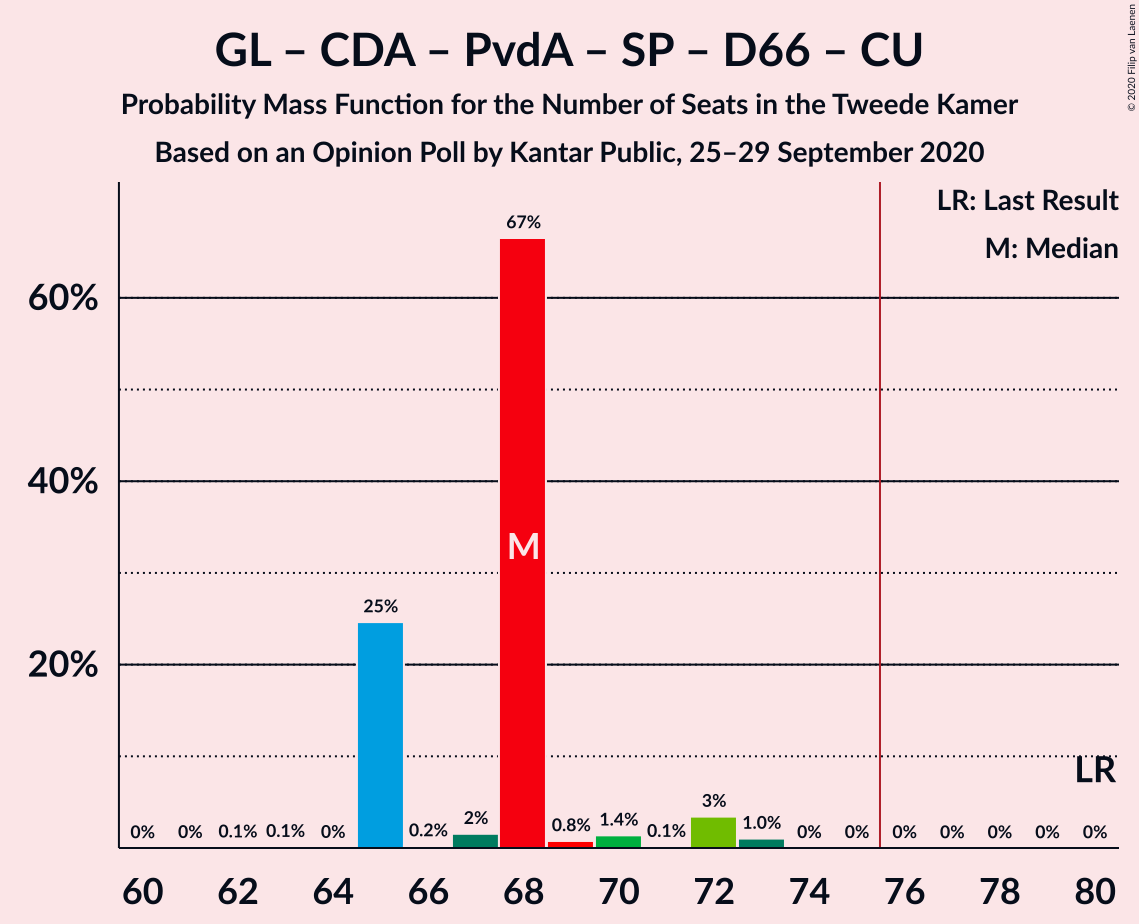 GL – CDA – PvdA – SP – D66 – CU
Probability Mass Function for the Number of Seats in the Tweede Kamer
Based on an Opinion Poll by Kantar Public, 25–29 September 2020
© 2020 Filip van Laenen
LR: Last Result
M: Median
67%
60%
M
40%
25%
20%
LR
0% 0% 0.1% 0.1% 0% 0.2% 2% 0.8% 1.4% 0.1% 3% 1.0% 0% 0% 0% 0% 0% 0% 0%
60 62 64 66 68 70 72 74 76 78 80